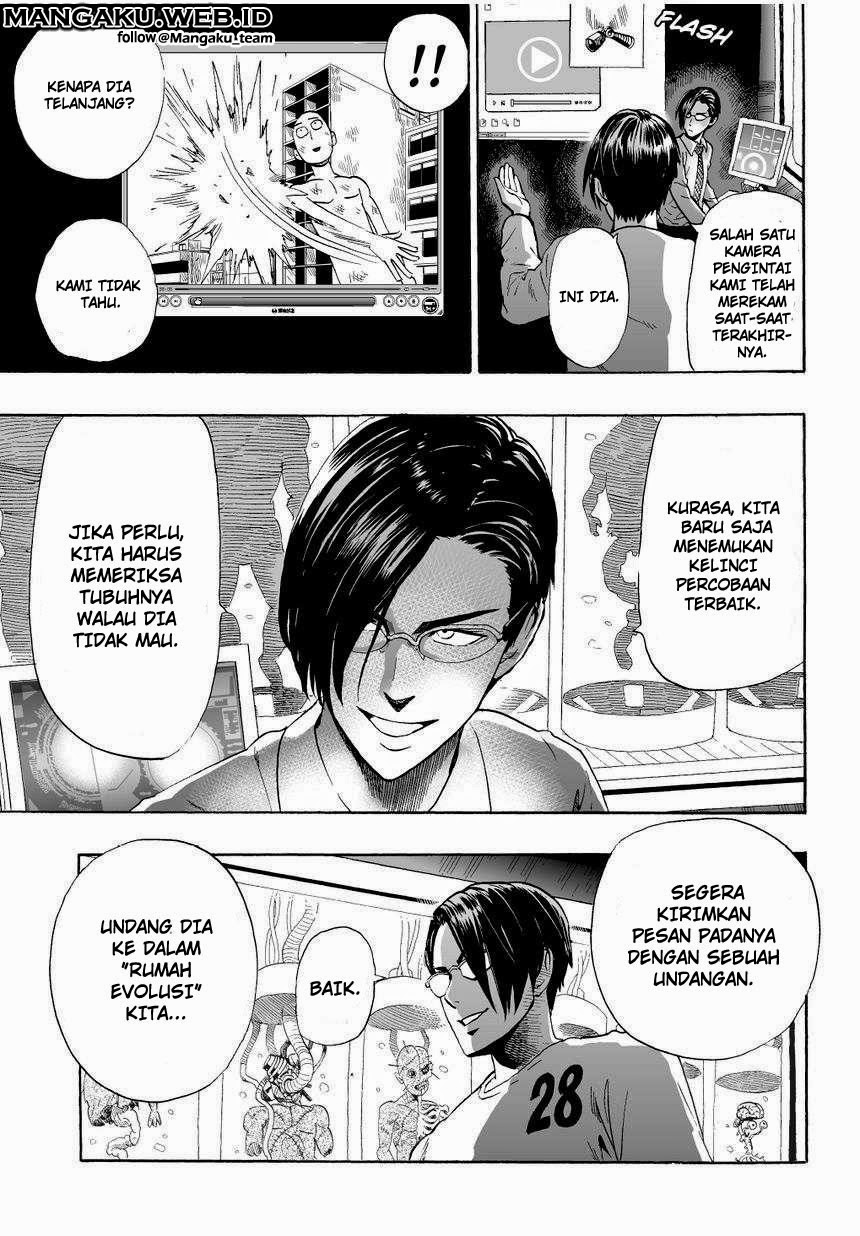 MANGAKU.WEB.ID
follow @Mangaku_team
FLASH
SALAH SATU
KAMERA
PENGINTAI
KAMI TELAH
MEREKAM
SAAT-SAAT
TERAKHIR-
NYA.
INI DIA.
!!
KENAPA DIA
TELANJANG?
KAMI TIDAK
TAHU.
KURASA, KITA
BARU SAJA
MENEMUKAN
KELINCI
PERCOBAAN
TERBAIK.
JIKA PERLU,
KITA HARUS
MEMERIKSA
TUBUHNYA
WALAU DIA
TIDAK MAU.
SEGERA
KIRIMKAN
PESAN PADANYA
DENGAN SEBUAH
UNDANGAN.
BAIK.
UNDANG DIA
KE DALAM
"RUMAH
EVOLUSI"
KITA...
28